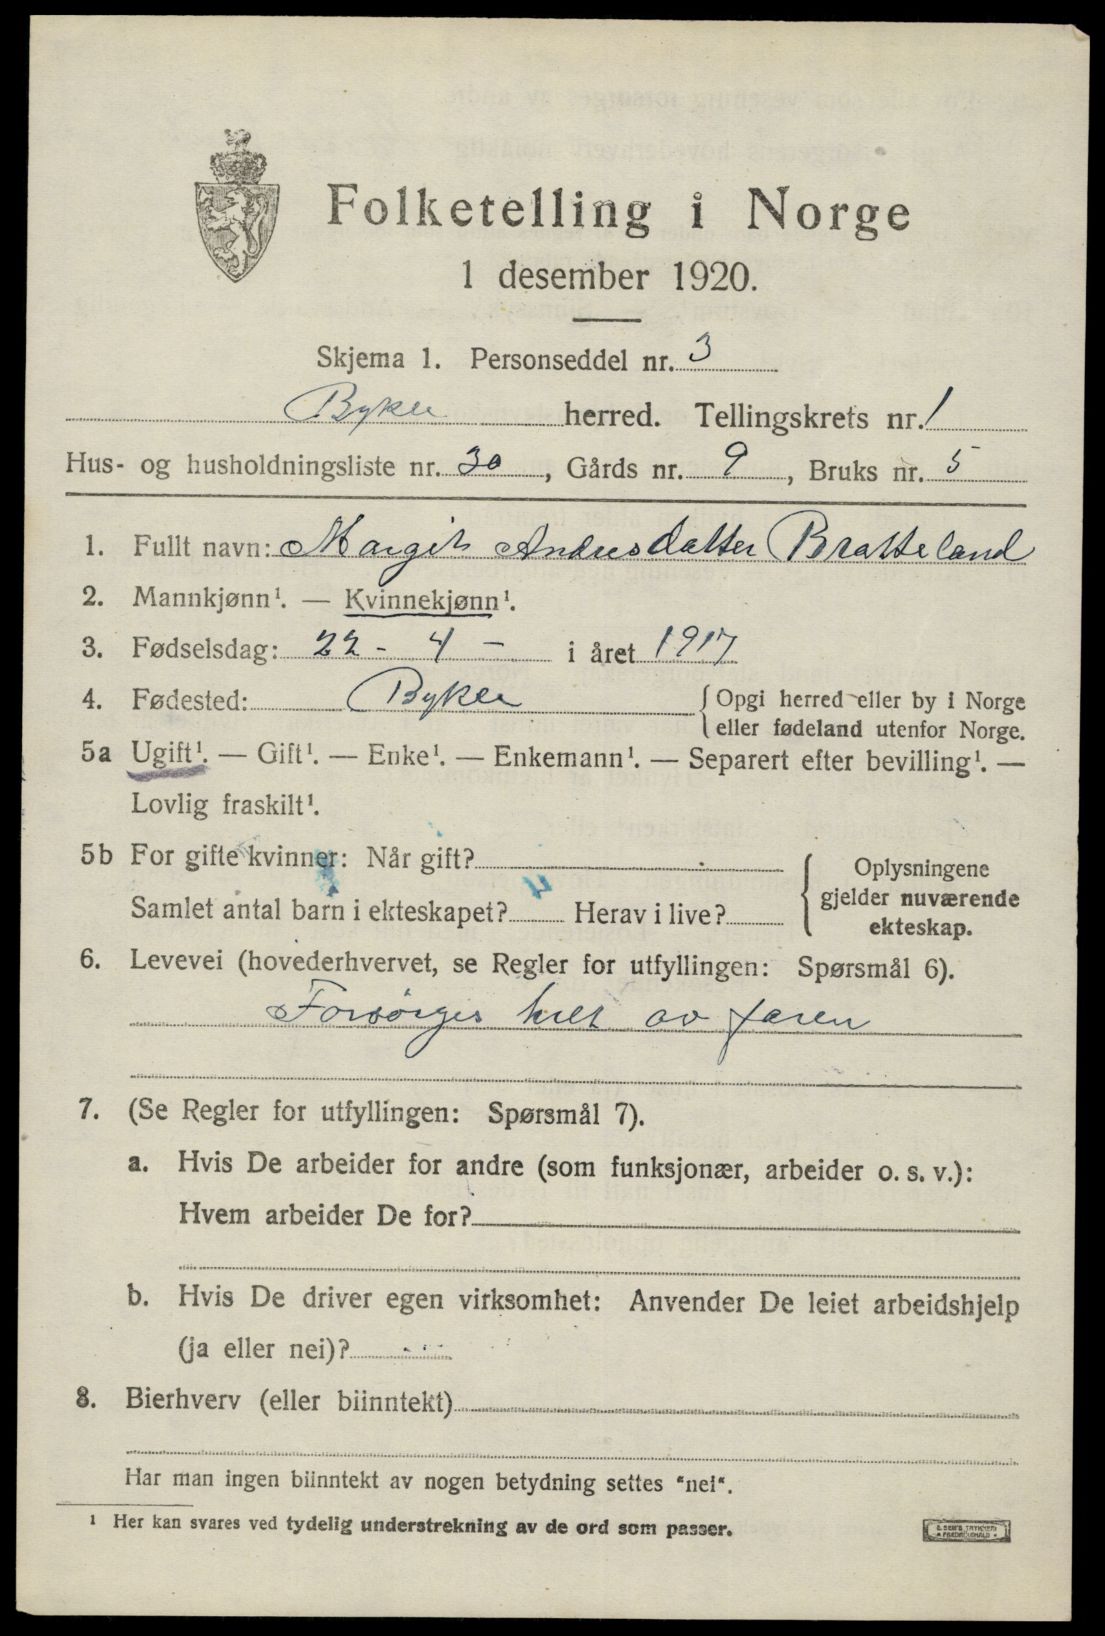 Folketelling i Norge
1 desember 1920.
Skjema 1. Personseddel nr. 3
Bykle herred. Tellingskrets nr. 1
Hus- og husholdningsliste nr. 30, Gårds nr. 9, Bruks nr. 5
1. Fullt navn: Margit Andresdatter Bratteland
2. Mannkjønn¹. — Kvinnekjønn¹.
3. Fødselsdag: 22 - 4 - i året 1917
4. Fødested: Bykle { Opgi herred eller by i Norge
eller fødeland utenfor Norge.
5a Ugift¹. — Gift¹. — Enke¹. — Enkemann¹. — Separert efter bevilling¹. —
Lovlig fraskilt¹.
5b For gifte kvinner: Når gift?
Samlet antal barn i ekteskapet? Herav i live?
Oplysningene
gjelder nuværende
ekteskap.
6. Levevei (hovederhvervet, se Regler for utfyllingen: Spørsmål 6).
Forsörges helt av faren
7. (Se Regler for utfyllingen: Spørsmål 7).
a. Hvis De arbeider for andre (som funksjonær, arbeider o. s. v.):
Hvem arbeider De for?
b. Hvis De driver egen virksomhet: Anvender De leiet arbeidshjelp
(ja eller nei)?
8. Bierhverv (eller biinntekt)
Har man ingen biinntekt av nogen betydning settes "nei".
¹ Her kan svares ved tydelig understrekning av de ord som passer.